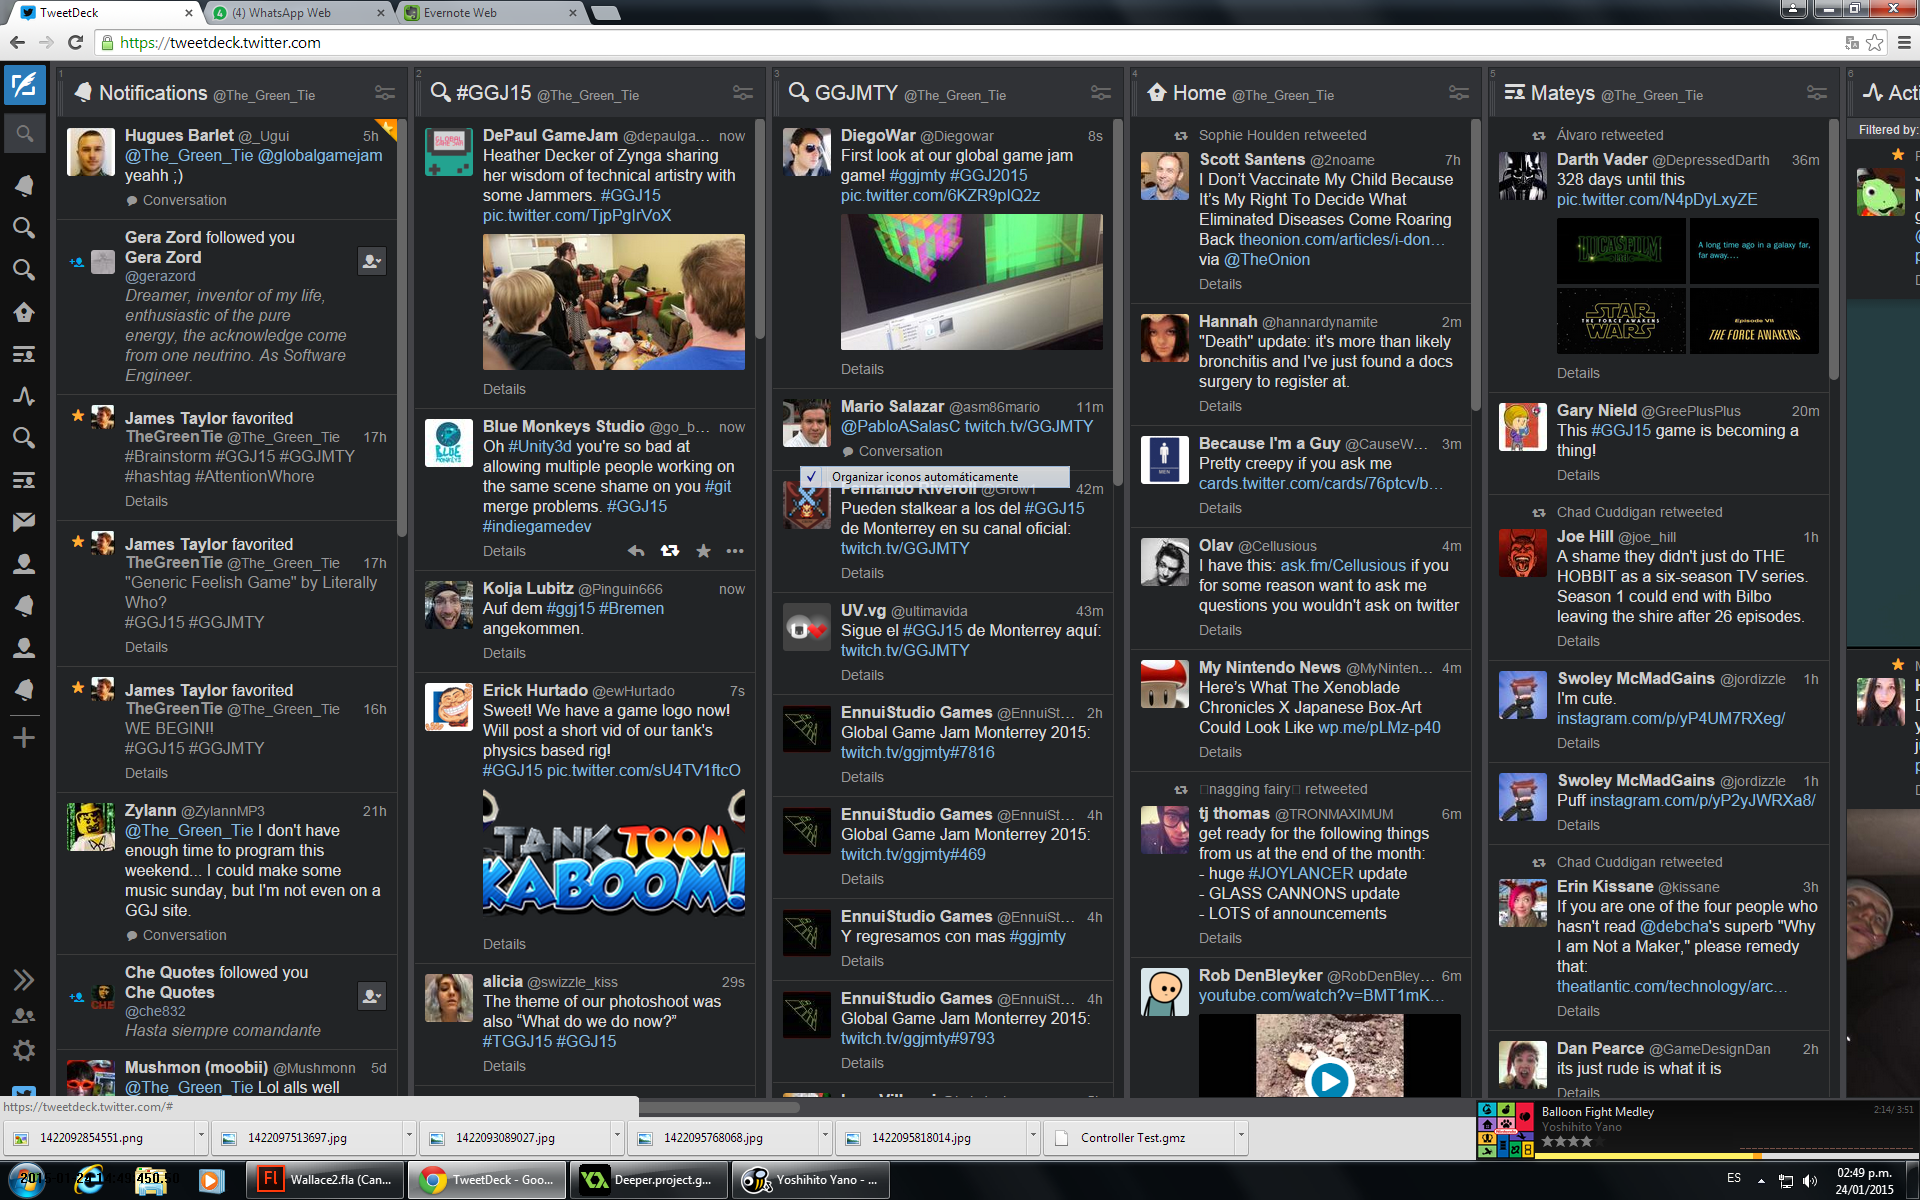 TweetDeck
(4) WhatsApp Web
Evernote Web
https://tweetdeck.twitter.com
1
Notifications @The_Green_Tie
Hugues Barlet @_Ugui 5h
@The_Green_Tie @globalgamejam
yeahh ;)
Conversation
Gera Zord followed you
Gera Zord
@gerazord
Dreamer, inventor of my life,
enthusiastic of the pure
energy, the acknowledge come
from one neutrino. As Software
Engineer.
James Taylor favorited
TheGreenTie @The_Green_Tie 17h
#Brainstorm #GGJ15 #GGJMTY
#hashtag #AttentionWhore
Details
James Taylor favorited
TheGreenTie @The_Green_Tie 17h
"Generic Feelish Game" by Literally
Who?
#GGJ15 #GGJMTY
Details
James Taylor favorited
TheGreenTie @The_Green_Tie 16h
WE BEGIN!!
#GGJ15 #GGJMTY
Details
Zylann @ZylannMP3 21h
@The_Green_Tie I don't have
enough time to program this
weekend... I could make some
music sunday, but I'm not even on a
GGJ site.
Conversation
Che Quotes followed you
Che Quotes
@che832
Hasta siempre comandante
Mushmon (moobii) @Mushmonn 5d
@The_Green_Tie Lol alls well
2
#GGJ15 @The_Green_Tie
DePaul GameJam @depaulga... now
Heather Decker of Zynga sharing
her wisdom of technical artistry with
some Jammers. #GGJ15
pic.twitter.com/TjpPgIrVoX
Details
Blue Monkeys Studio @go_b... now
Oh #Unity3d you're so bad at
allowing multiple people working on
the same scene shame on you #git
merge problems. #GGJ15
#indiegamedev
Details
Kolja Lubitz @Pinguin666 now
Auf dem #ggj15 #Bremen
angekommen.
Details
Erick Hurtado @ewHurtado 7s
Sweet! We have a game logo now!
Will post a short vid of our tank's
physics based rig!
#GGJ15 pic.twitter.com/sU4TV1ftcO
TANK TOON
KABOOM!
Details
alicia @swizzle_kiss 29s
The theme of our photoshoot was
also “What do we do now?”
#TGGJ15 #GGJ15
Details
3
GGJMTY @The_Green_Tie
DiegoWar @Diegowar 8s
First look at our global game jam
game! #ggjmty #GGJ2015
pic.twitter.com/6KZR9pIQ2z
Details
Mario Salazar @asm86mario 11m
@PabloASalasC twitch.tv/GGJMTY
Conversation
Organizar iconos automáticamente
Fernando Riveroll @Grow1 42m
Pueden stalkear a los del #GGJ15
de Monterrey en su canal oficial:
twitch.tv/GGJMTY
Details
UV.vg @ultimavida 43m
Sigue el #GGJ15 de Monterrey aquí:
twitch.tv/GGJMTY
Details
EnnuiStudio Games @EnnuiSt... 2h
Global Game Jam Monterrey 2015:
twitch.tv/ggjmty#7816
Details
EnnuiStudio Games @EnnuiSt... 4h
Global Game Jam Monterrey 2015:
twitch.tv/ggjmty#469
Details
EnnuiStudio Games @EnnuiSt... 4h
Y regresamos con mas #ggjmty
Details
EnnuiStudio Games @EnnuiSt... 4h
Global Game Jam Monterrey 2015:
twitch.tv/ggjmty#9793
Details
4
Home @The_Green_Tie
Sophie Houlden retweeted
Scott Santens @2noame 7h
I Don’t Vaccinate My Child Because
It’s My Right To Decide What
Eliminated Diseases Come Roaring
Back theonion.com/articles/i-don...
via @TheOnion
Details
Hannah @hannardynamite 2m
"Death" update: it's more than likely
bronchitis and I've just found a docs
surgery to register at.
Details
MEN
Because I'm a Guy @CauseW... 3m
Pretty creepy if you ask me
cards.twitter.com/cards/76ptcv/b...
Details
Olav @Cellusious 4m
I have this: ask.fm/Cellusious if you
for some reason want to ask me
questions you wouldn't ask on twitter
Details
My Nintendo News @MyNinten... 4m
Here’s What The Xenoblade
Chronicles X Japanese Box-Art
Could Look Like wp.me/pLMz-p40
Details
nagging fairy retweeted
tj thomas @TRONMAXIMUM 6m
get ready for the following things
from us at the end of the month:
- huge #JOYLANCER update
- GLASS CANNONS update
- LOTS of announcements
Details
Rob DenBleyker @RobDenBley... 6m
youtube.com/watch?v=BMT1mK...
5
Mateys @The_Green_Tie
Álvaro retweeted
Darth Vader @DepressedDarth 36m
328 days until this
pic.twitter.com/N4pDyLxyZE
LUCASFILM
A long time ago in a galaxy far,
far away....
STAR WARS
THE FORCE AWAKENS
Episode VII
THE FORCE AWAKENS
Details
Gary Nield @GreePlusPlus 20m
This #GGJ15 game is becoming a
thing!
Details
Chad Cuddigan retweeted
Joe Hill @joe_hill 1h
A shame they didn't just do THE
HOBBIT as a six-season TV series.
Season 1 could end with Bilbo
leaving the shire after 26 episodes.
Details
Swoley McMadGains @jordizzle 1h
I'm cute.
instagram.com/p/yP4UM7RXeg/
Details
Swoley McMadGains @jordizzle 1h
Puff instagram.com/p/yP2yJWRXa8/
Details
Chad Cuddigan retweeted
Erin Kissane @kissane 3h
If you are one of the four people who
hasn't read @debcha's superb "Why
I am Not a Maker," please remedy
that:
theatlantic.com/technology/arc...
Details
Dan Pearce @GameDesignDan 2h
its just rude is what it is
Details
6
Acti
Filtered by:
https://tweetdeck.twitter.com/#
1422092854551.png
1422097513697.jpg
1422093089027.jpg
1422095768068.jpg
1422095818014.jpg
Controller Test.gmz
Balloon Fight Medley
Yoshihito Yano
2:14/ 3:51
Wallace2.fla (Can...
TweetDeck - Goo...
Deeper.project.g...
Yoshihito Yano - ...
ES
02:49 p.m.
24/01/2015